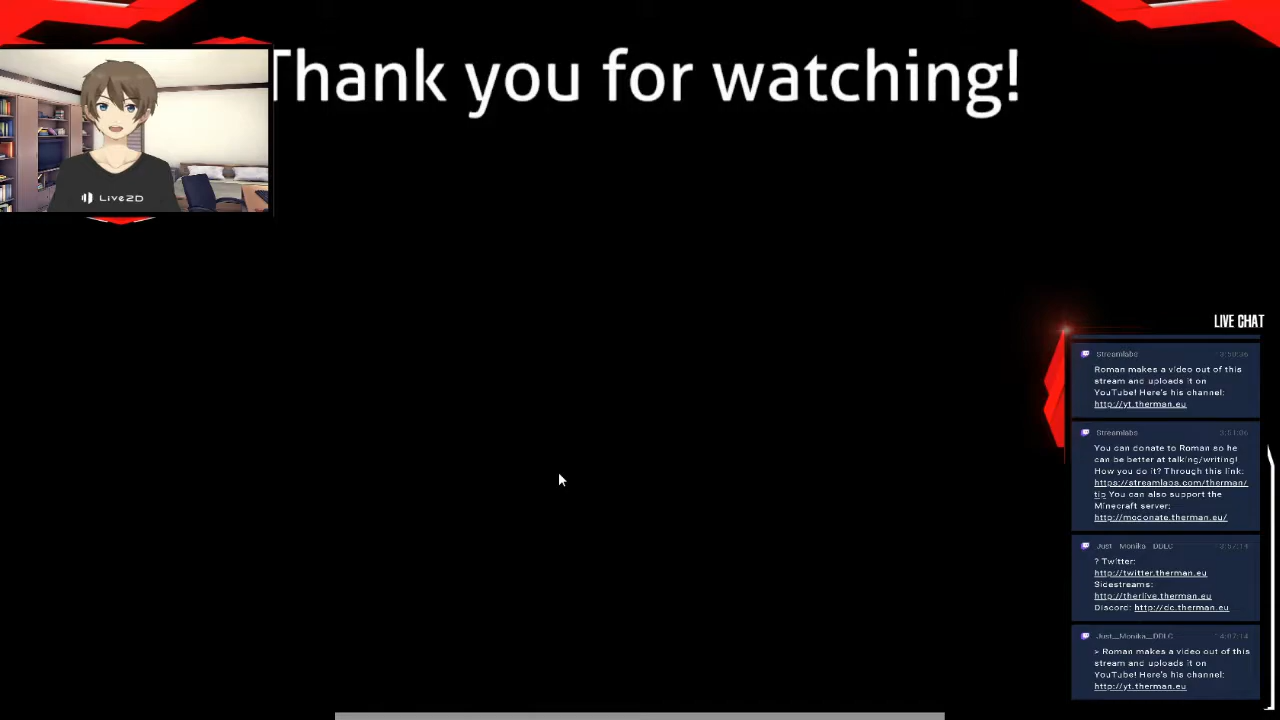 Thank you for watching!
Live2D
LIVE CHAT
Streamlabs
Roman makes a video out of this
stream and uploads it on
YouTube! Here's his channel:
http://yt.therman.eu
Streamlabs
You can donate to Roman so he
can be better at talking/writing!
How you do it? Through this link:
https://streamlabs.com/therman/
tip You can also support the
Minecraft server:
http://mcdonate.therman.eu/
Just__Monika__DDLC
? Twitter:
http://twitter.therman.eu
Sidestreams:
http://therlive.therman.eu
Discord: http://dc.therman.eu
Just__Monika__DDLC
> Roman makes a video out of this
stream and uploads it on
YouTube! Here's his channel:
http://yt.therman.eu